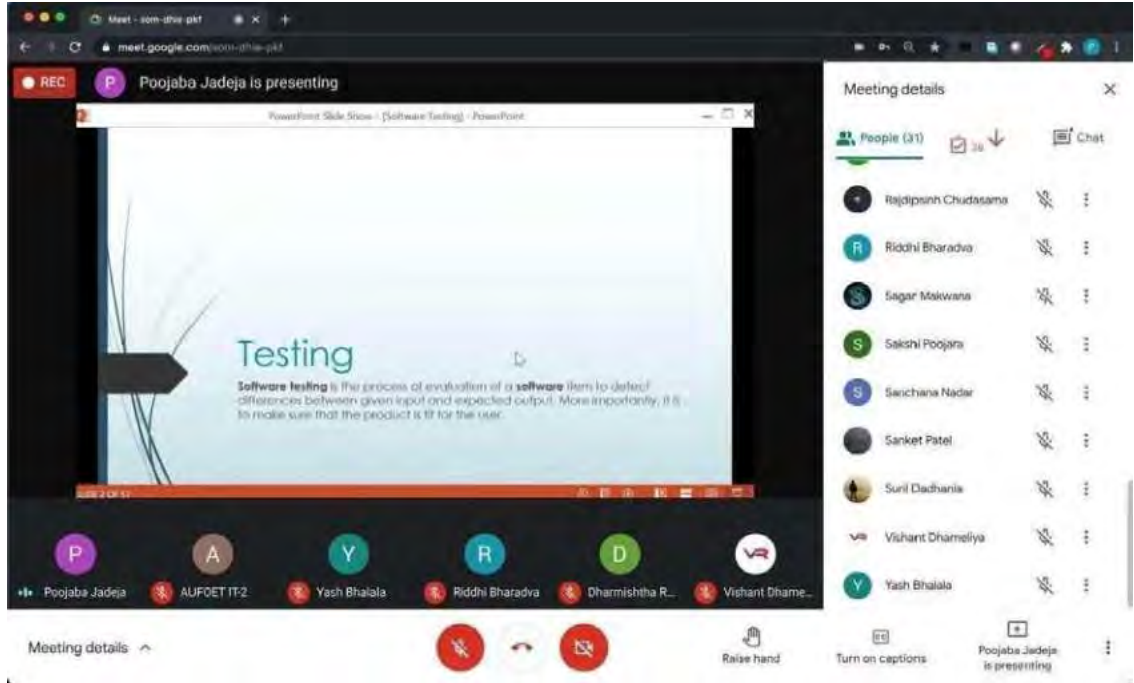 Meet - som-dhie-pkf
meet.google.com/som-dhie-pkf
REC
P
Poojaba Jadeja is presenting
PowerPoint Slide Show - [Software Testing] - PowerPoint
Testing
Software testing is the process of evaluation of a software item to detect
differences between given input and expected output. More importantly, it is
to make sure that the product is fit for the user.
P
Poojaba Jadeja
A
AUFOET IT-2
Y
Yash Bhalala
R
Riddhi Bharadva
D
Dharmishtha R...
VR
Vishant Dhame...
Meeting details
People (31)
Chat
Rajdipsinh Chudasama
R
Riddhi Bharadva
S
Sagar Makwana
S
Sakshi Poojara
S
Sanchana Nadar
Sanket Patel
Sunil Dadhania
VR
Vishant Dhameliya
Y
Yash Bhalala
Meeting details
Raise hand
Turn on captions
Poojaba Jadeja
is presenting